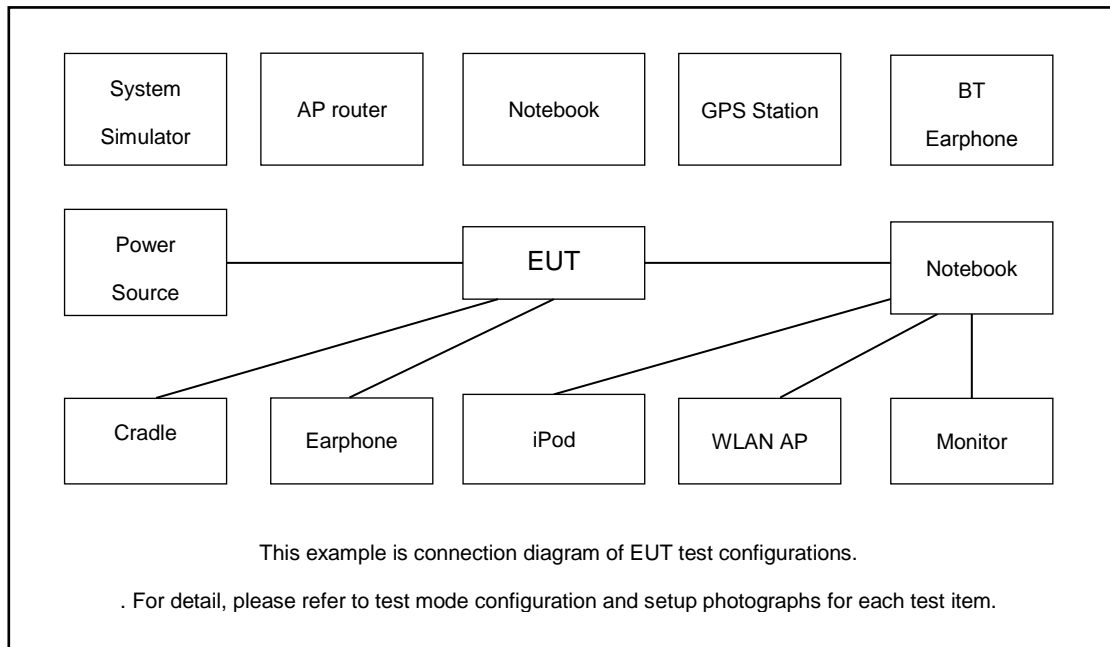 System
Simulator
AP router
Notebook
GPS Station
BT
Earphone
Power
Source
EUT
Notebook
Cradle
Earphone
iPod
WLAN AP
Monitor
This example is connection diagram of EUT test configurations.
. For detail, please refer to test mode configuration and setup photographs for each test item.